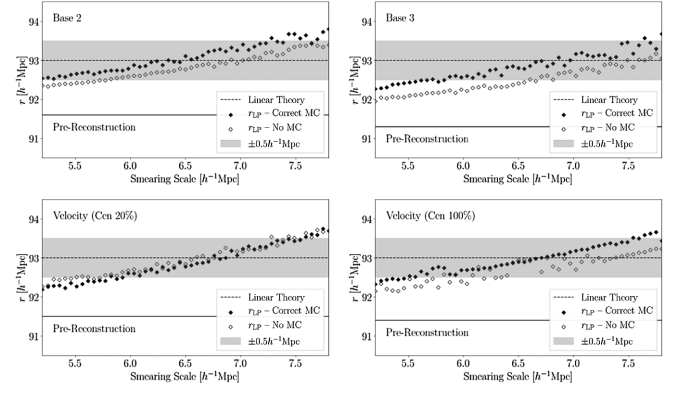 Base 2
94
93
92
91
r [h⁻¹Mpc]
Pre-Reconstruction
Linear Theory
r_LP – Correct MC
r_LP – No MC
±0.5h⁻¹Mpc
5.5 6.0 6.5 7.0 7.5
Smearing Scale [h⁻¹Mpc]
Base 3
94
93
92
91
r [h⁻¹Mpc]
Pre-Reconstruction
Linear Theory
r_LP – Correct MC
r_LP – No MC
±0.5h⁻¹Mpc
5.5 6.0 6.5 7.0 7.5
Smearing Scale [h⁻¹Mpc]
Velocity (Cen 20%)
94
93
92
91
r [h⁻¹Mpc]
Pre-Reconstruction
Linear Theory
r_LP – Correct MC
r_LP – No MC
±0.5h⁻¹Mpc
5.5 6.0 6.5 7.0 7.5
Smearing Scale [h⁻¹Mpc]
Velocity (Cen 100%)
94
93
92
91
r [h⁻¹Mpc]
Pre-Reconstruction
Linear Theory
r_LP – Correct MC
r_LP – No MC
±0.5h⁻¹Mpc
5.5 6.0 6.5 7.0 7.5
Smearing Scale [h⁻¹Mpc]